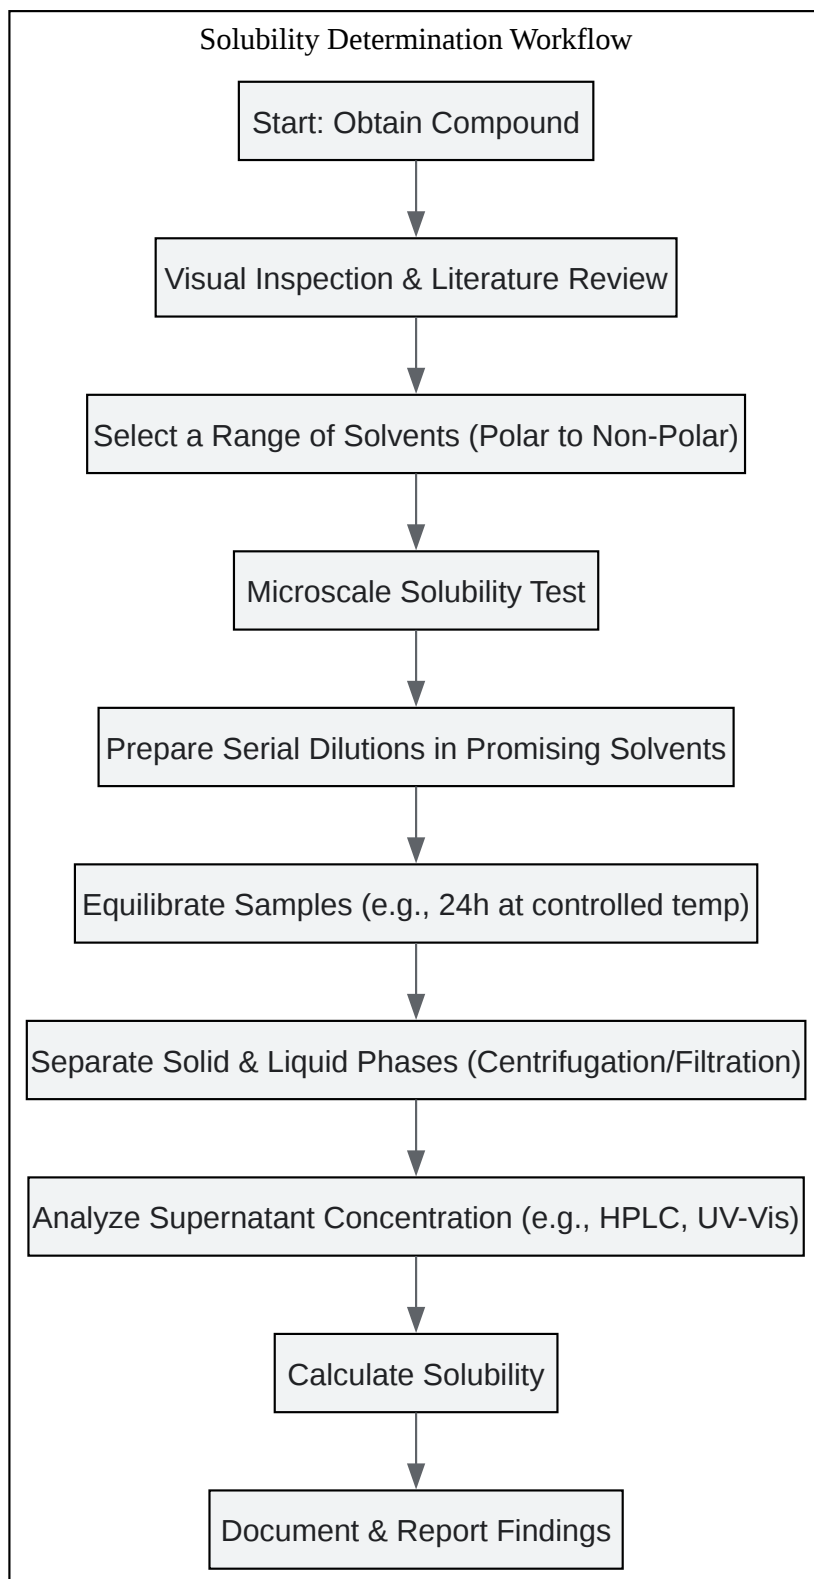 Solubility Determination Workflow
Start: Obtain Compound
Visual Inspection & Literature Review
Select a Range of Solvents (Polar to Non-Polar)
Microscale Solubility Test
Prepare Serial Dilutions in Promising Solvents
Equilibrate Samples (e.g., 24h at controlled temp)
Separate Solid & Liquid Phases (Centrifugation/Filtration)
Analyze Supernatant Concentration (e.g., HPLC, UV-Vis)
Calculate Solubility
Document & Report Findings